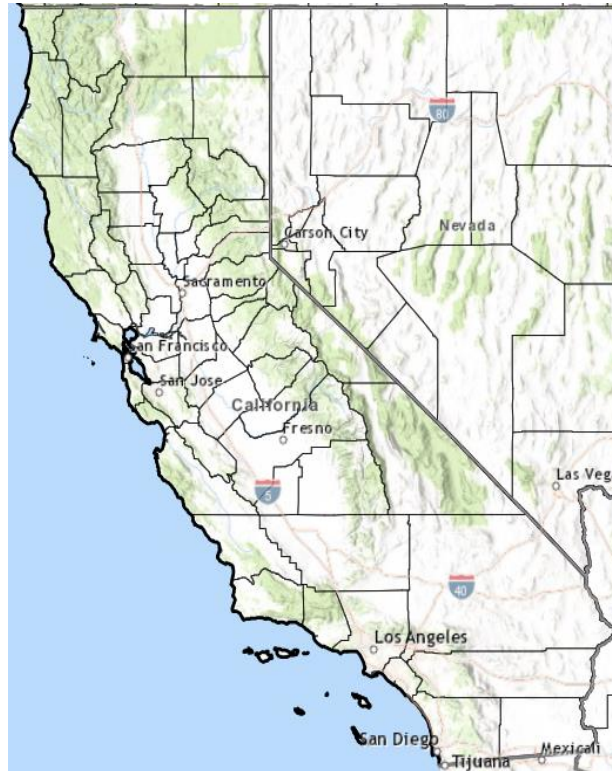 80
Carson City
Nevada
Sacramento
San Francisco
San Jose
California
Fresno
Las Vega
5
40
Los Angeles
San Diego
Tijuana
Mexicali